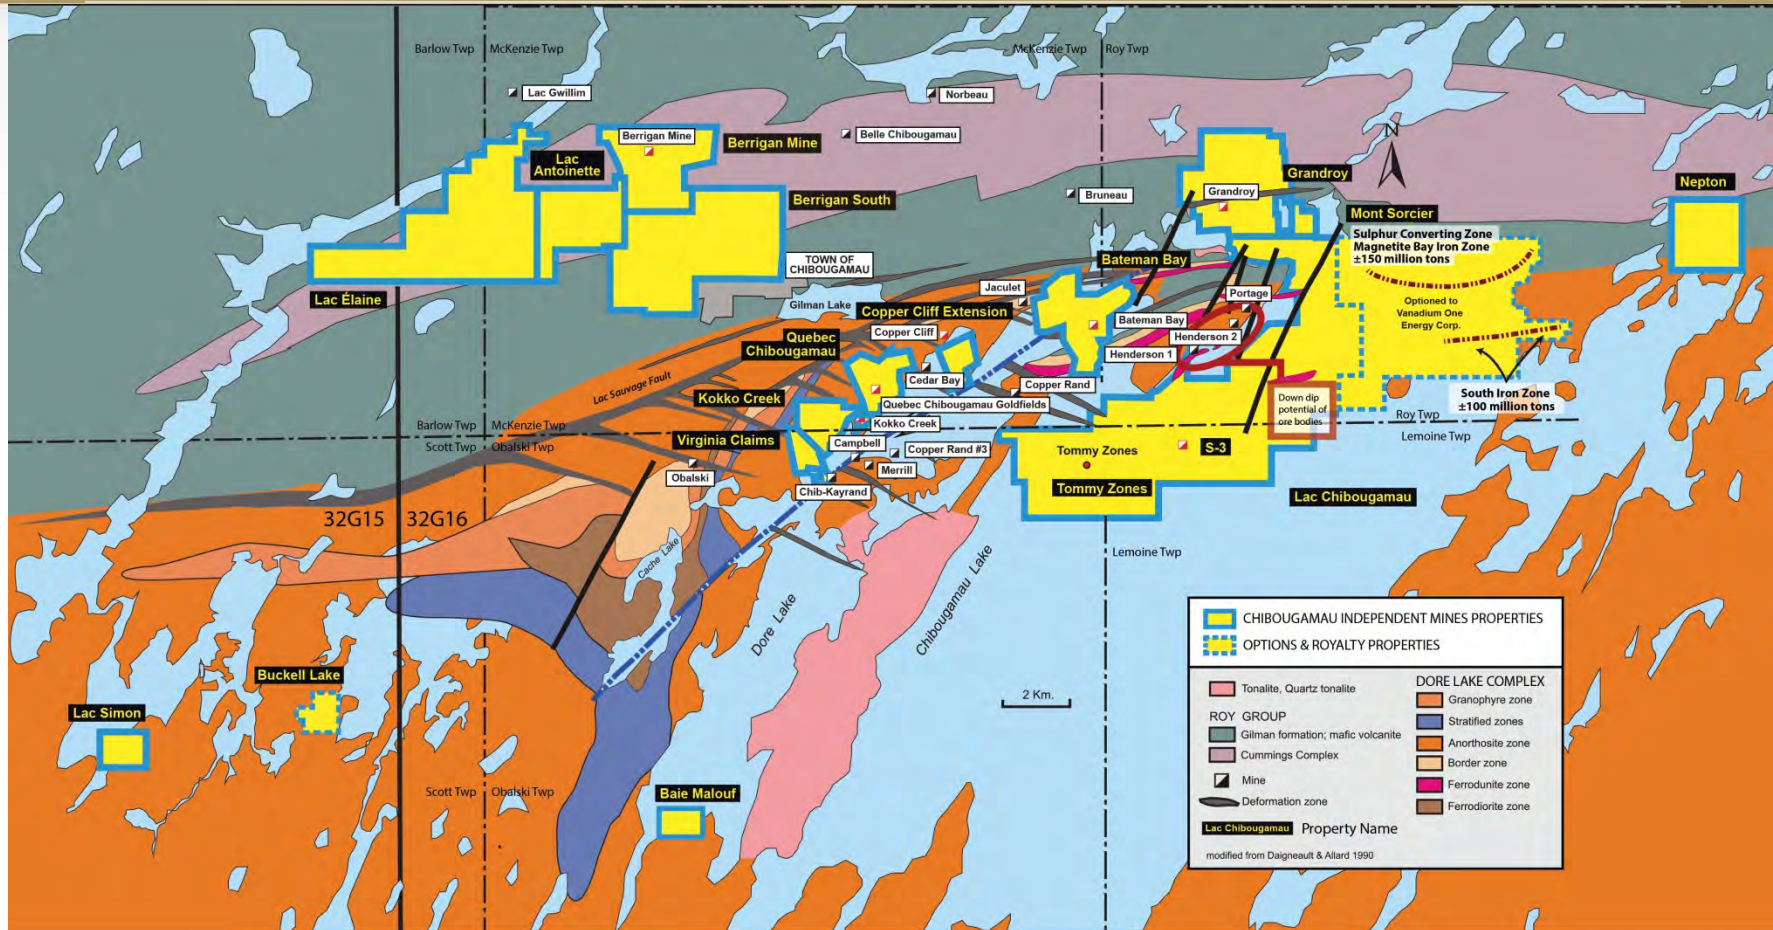 Barlow Twp
McKenzie Twp
McKenzie Twp
Roy Twp
Lac Gwillim
Norbeau
Berrigan Mine
Belle Chibougamau
Berrigan Mine
Lac
Antoinette
N
Grandroy
Nepton
Berrigan South
Bruneau
Grandroy
Mont Sorcier
Sulphur Converting Zone
Magnetite Bay Iron Zone
±150 million tons
TOWN OF
CHIBOUGAMAU
Bateman Bay
Lac Élaine
Jaculet
Portage
Gilman Lake
Optioned to
Vanadium One
Energy Corp.
Copper Cliff Extension
Bateman Bay
Copper Cliff
Henderson 2
Quebec
Chibougamau
Henderson 1
Cedar Bay
Copper Rand
Lac Sauvage Fault
Kokko Creek
Quebec Chibougamau Goldfields
Down dip
potential of
ore bodies
South Iron Zone
±100 million tons
Roy Twp
Barlow Twp
McKenzie Twp
Kokko Creek
Lemoine Twp
Virginia Claims
Campbell
Scott Twp
Obalski Twp
Copper Rand #3
Tommy Zones
S-3
Merrill
Obalski
Chib-Kayrand
Tommy Zones
Lac Chibougamau
32G15
32G16
Cache Lake
Lemoine Twp
Dore Lake
Chibougamau Lake
CHIBOUGAMAU INDEPENDENT MINES PROPERTIES
OPTIONS & ROYALTY PROPERTIES
Buckell Lake
Lac Simon
2 Km.
Tonalite, Quartz tonalite
ROY GROUP
Gilman formation; mafic volcanite
Cummings Complex
Mine
Deformation zone
Lac Chibougamau Property Name
modified from Daigneault & Allard 1990
DORE LAKE COMPLEX
Granophyre zone
Stratified zones
Anorthosite zone
Border zone
Ferrodunite zone
Ferrodiorite zone
Scott Twp
Obalski Twp
Baie Malouf